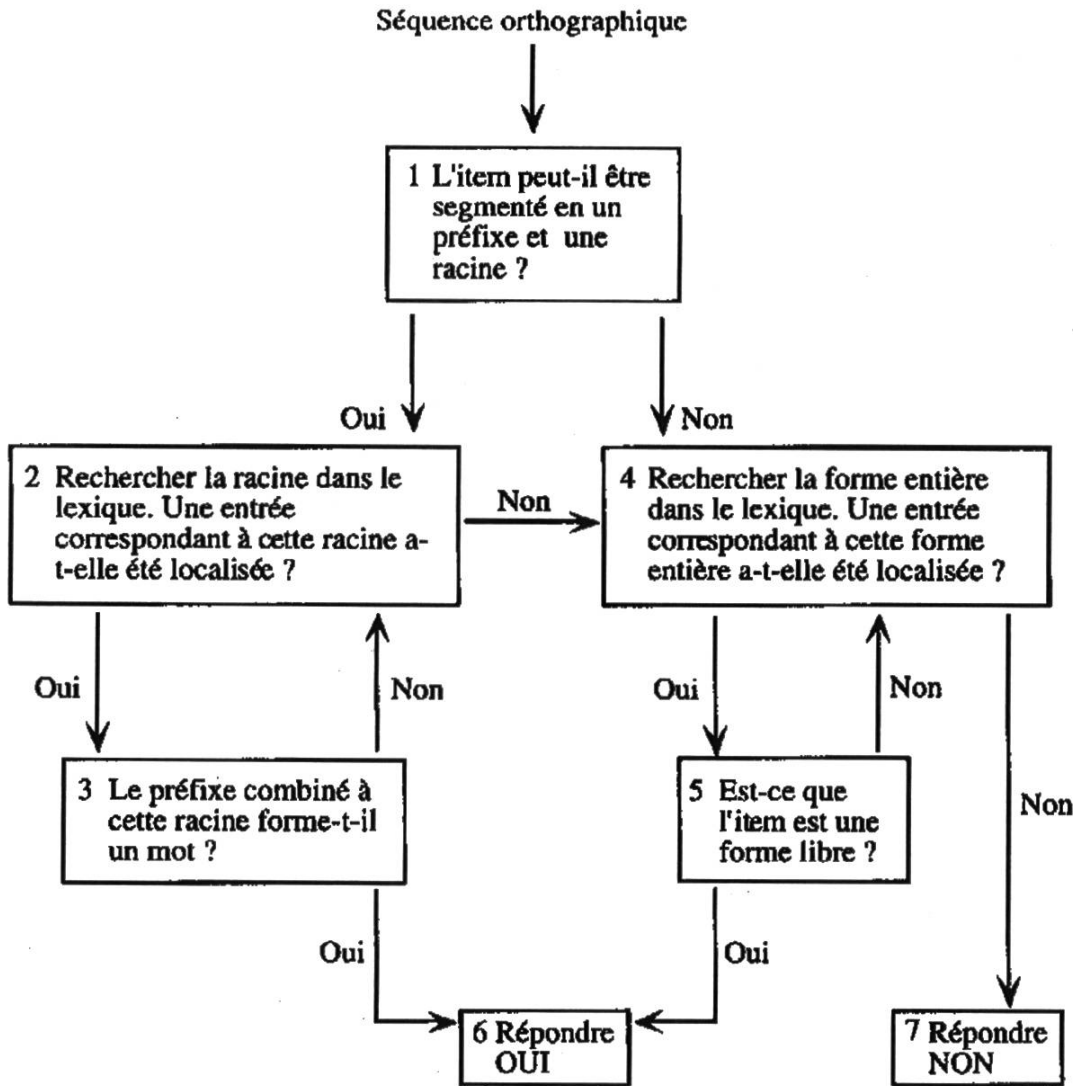 Séquence orthographique
1 L'item peut-il être
segmenté en un
préfixe et une
racine ?
Oui
Non
2 Rechercher la racine dans le
lexique. Une entrée
correspondant à cette racine a-
t-elle été localisée ?
Non
4 Rechercher la forme entière
dans le lexique. Une entrée
correspondant à cette forme
entière a-t-elle été localisée ?
Oui
Non
Oui
Non
Non
3 Le préfixe combiné à
cette racine forme-t-il
un mot ?
5 Est-ce que
l'item est une
forme libre ?
Oui
Oui
6 Répondre
OUI
7 Répondre
NON